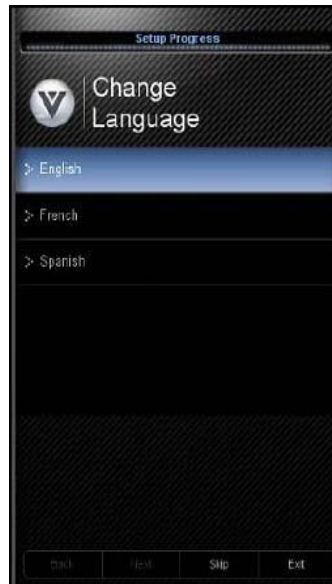 Setup Progress
V
Change
Language
> English
> French
> Spanish
Back Next Skip Exit